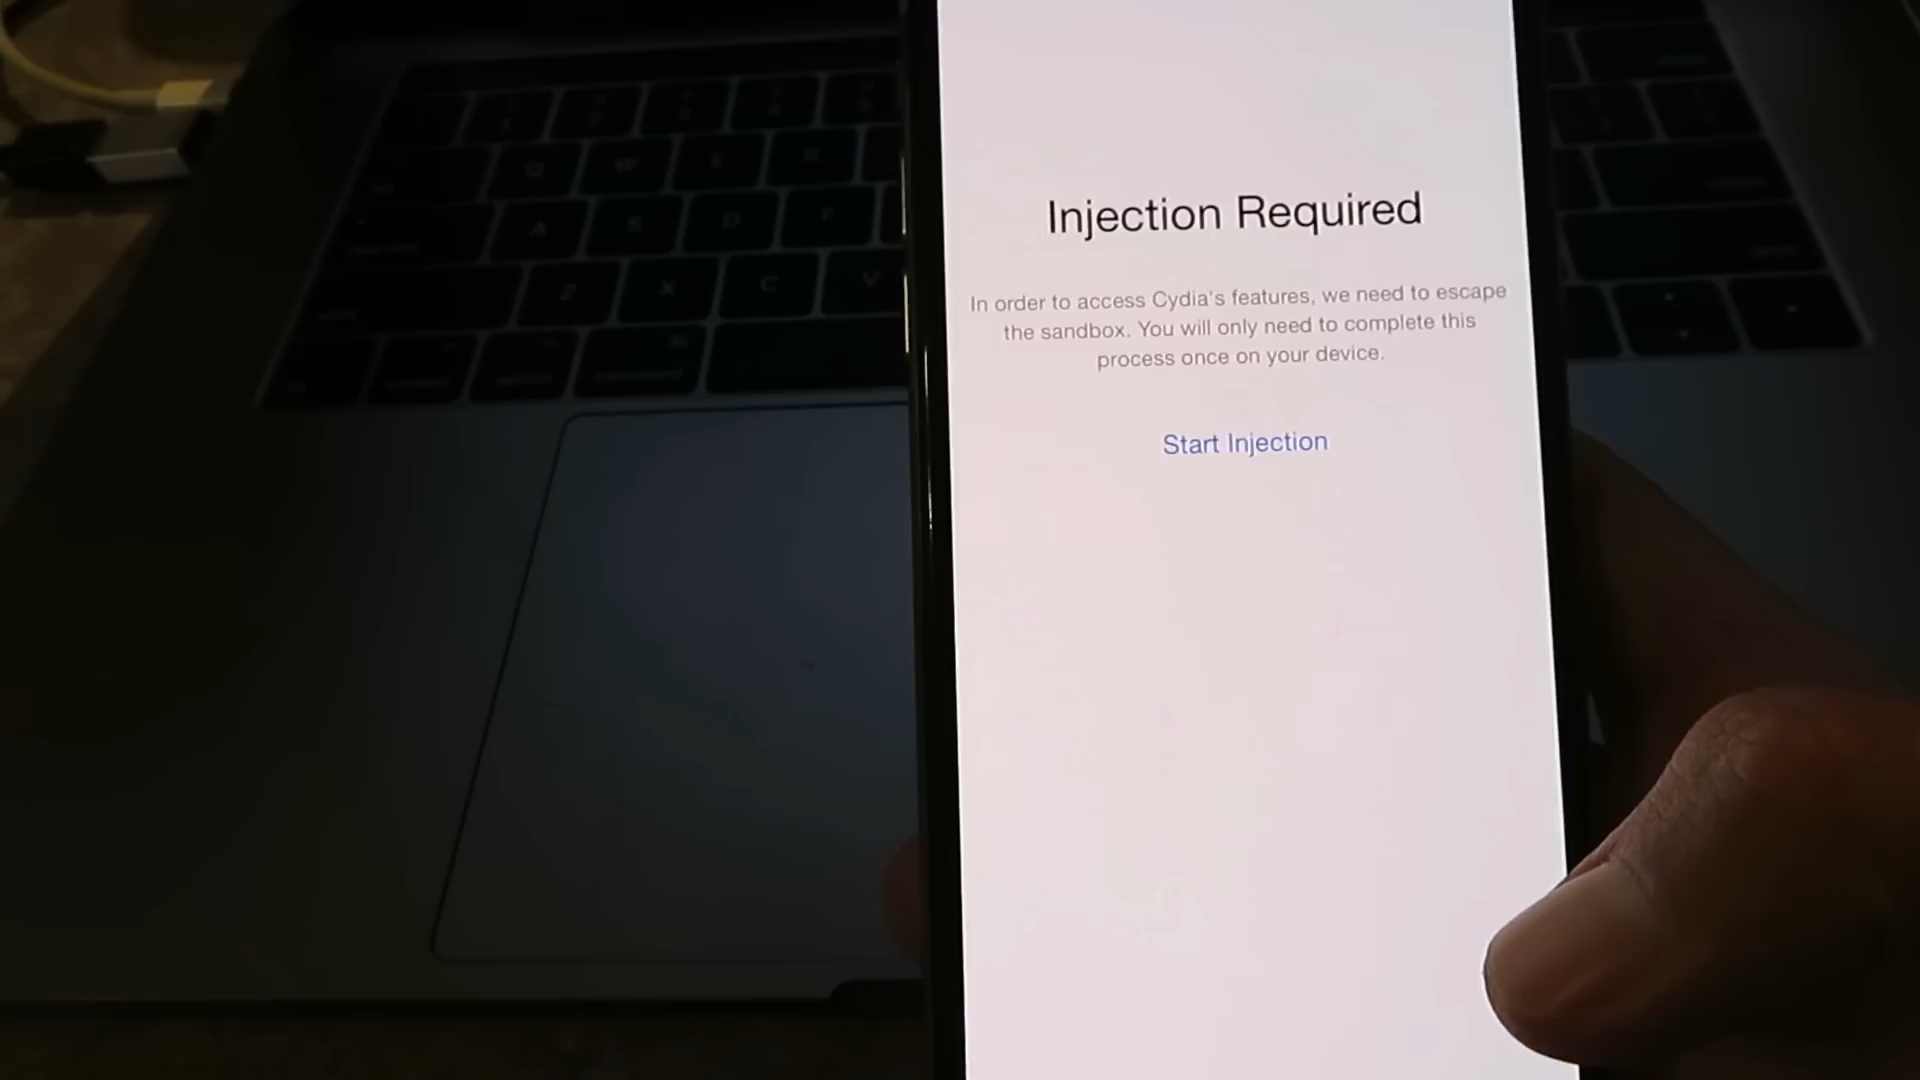 Injection Required
In order to access Cydia's features, we need to escape
the sandbox. You will only need to complete this
process once on your device.
Start Injection
Q W E R
A S D F
Z X C V